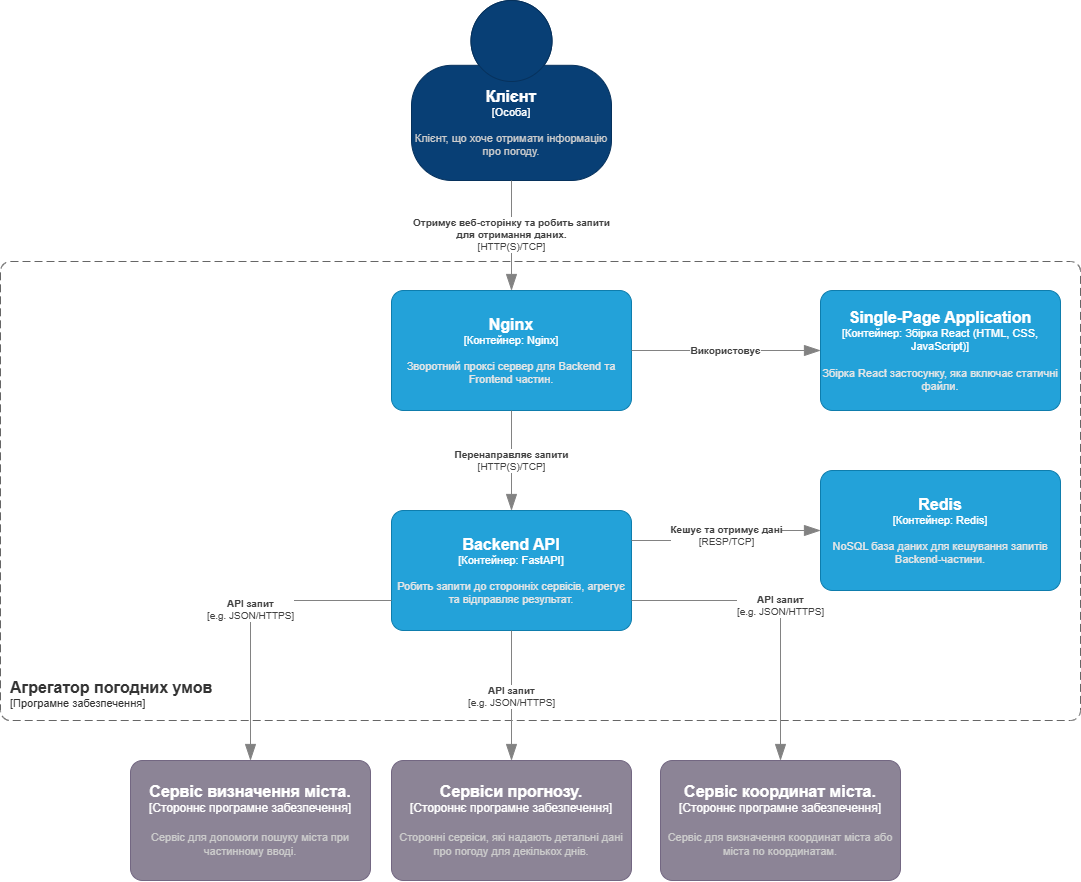 Клієнт
[Особа]
Клієнт, що хоче отримати інформацію
про погоду.
Отримує веб-сторінку та робить запити
для отримання даних.
[HTTP(S)/TCP]
Nginx
[Контейнер: Nginx]
Зворотний проксі сервер для Backend та
Frontend частин.
Використовує
Single-Page Application
[Контейнер: Збірка React (HTML, CSS,
JavaScript)]
Збірка React застосунку, яка включає статичні
файли.
Перенаправляє запити
[HTTP(S)/TCP]
Backend API
[Контейнер: FastAPI]
Робить запити до сторонніх сервісів, агрегує
та відправляє результат.
Кешує та отримує дані
[RESP/TCP]
Redis
[Контейнер: Redis]
NoSQL база даних для кешування запитів
Backend-частини.
API запит
[e.g. JSON/HTTPS]
API запит
[e.g. JSON/HTTPS]
API запит
[e.g. JSON/HTTPS]
Агрегатор погодних умов
[Програмне забезпечення]
Сервіс визначення міста.
[Стороннє програмне забезпечення]
Сервіс для допомоги пошуку міста при
частинному вводі.
Сервіси прогнозу.
[Стороннє програмне забезпечення]
Сторонні сервіси, які надають детальні дані
про погоду для декількох днів.
Сервіс координат міста.
[Стороннє програмне забезпечення]
Сервіс для визначення координат міста або
міста по координатам.